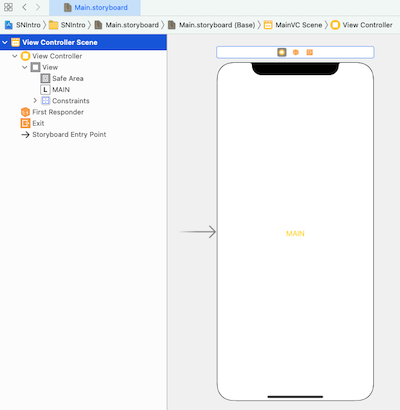 Main.storyboard
SNIntro > SNIntro > Main.storyboard > Main.storyboard (Base) > MainVC Scene > View Controller
View Controller Scene
View Controller
View
Safe Area
L MAIN
Constraints
First Responder
Exit
Storyboard Entry Point
MAIN